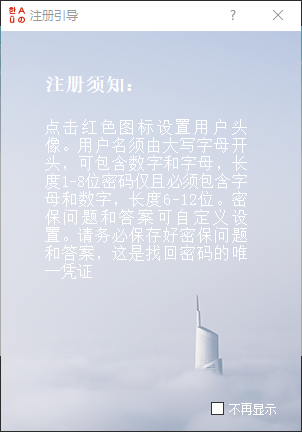 한A
üの
注册引导
?
注册须知：
点击红色图标设置用户头
像。用户名须由大写字母开
头，可包含数字和字母，长
度1-8位密码仅且必须包含字
母和数字，长度6-12位。密
保问题和答案可自定义设
置。请务必保存好密保问题
和答案，这是找回密码的唯
一凭证
不再显示